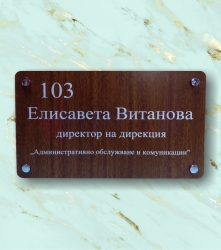 103
Елисавета Витанова
директор на дирекция
„Административно обслужване и комуникации"